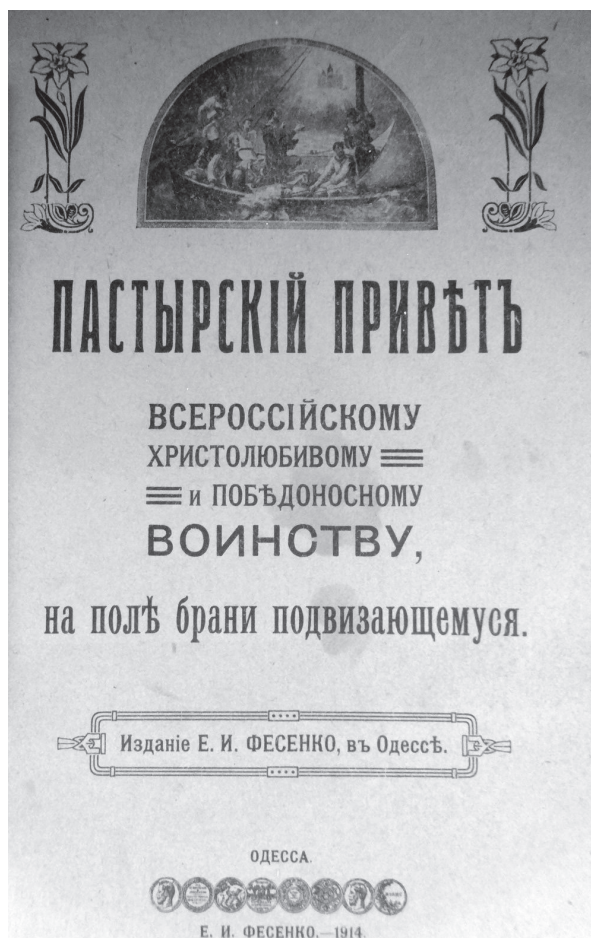 ПАСТЫРСКІЙ ПРИВѢТЪ
ВСЕРОССІЙСКОМУ
ХРИСТОЛЮБИВОМУ
и ПОБѢДОНОСНОМУ
ВОИНСТВУ,
на полѣ брани подвизающемуся.
Изданіе Е. И. ФЕСЕНКО, въ Одессѣ.
ОДЕССА.
Е. И. ФЕСЕНКО.—1914.